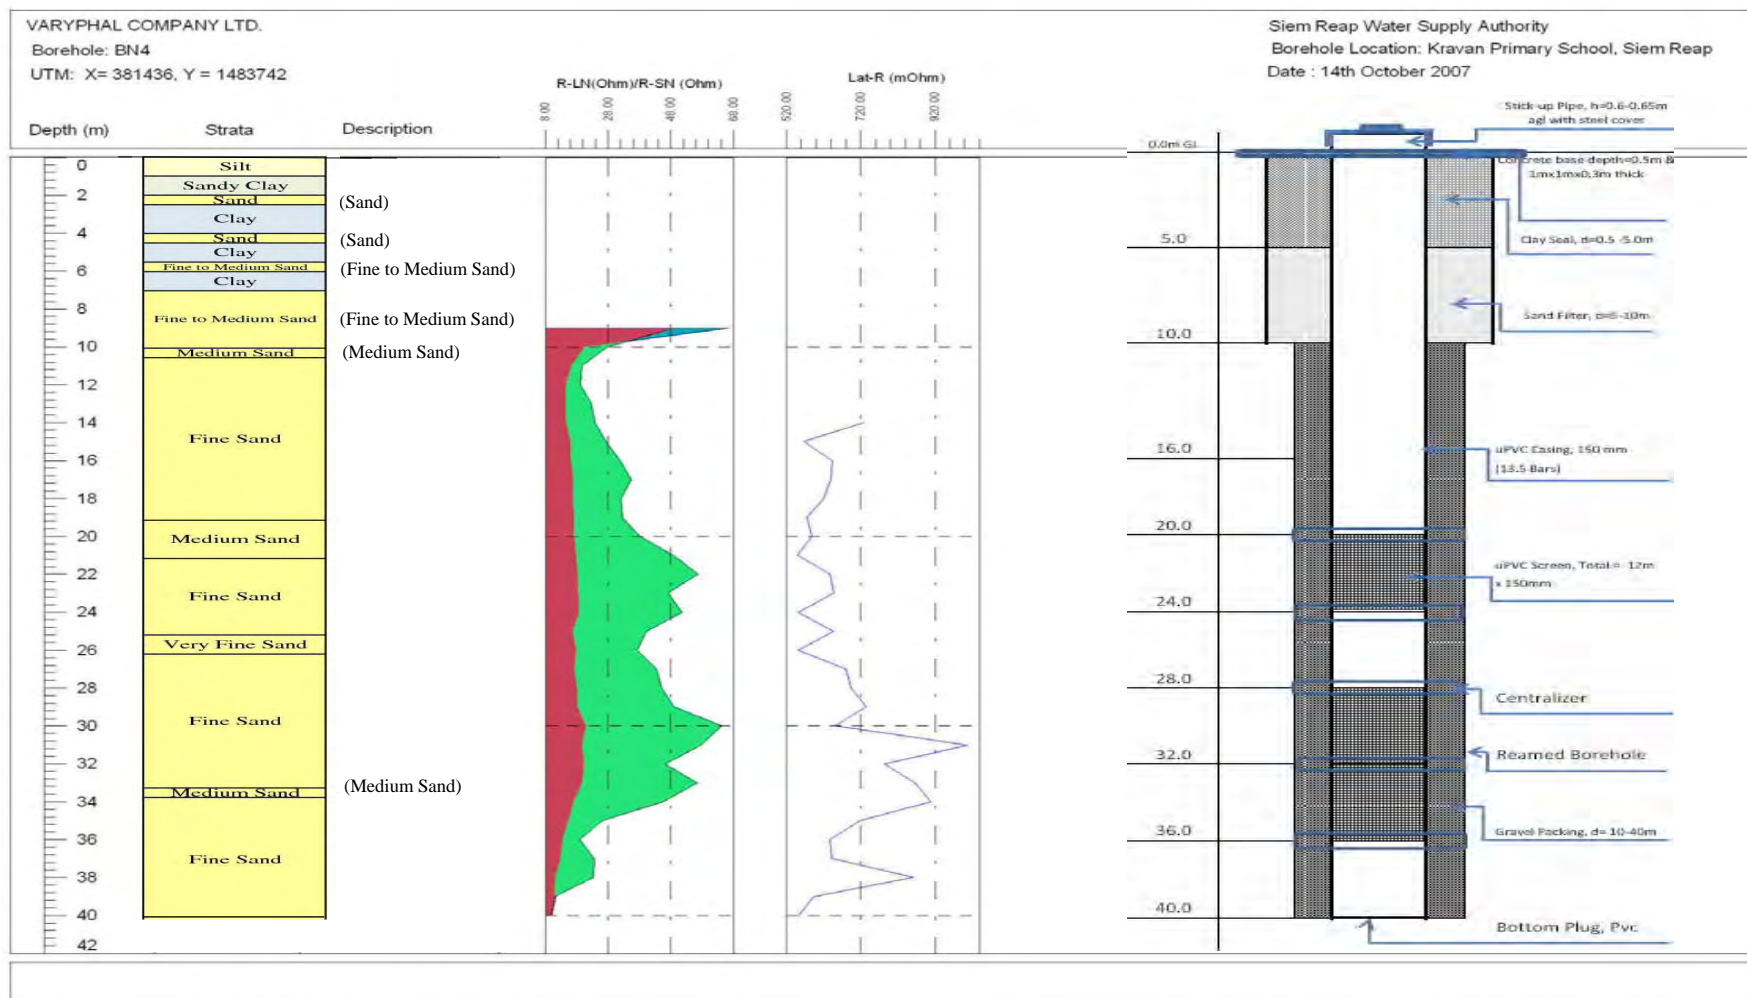 VARYPHAL COMPANY LTD.
Borehole: BN4
UTM: X= 381436, Y = 1483742
Siem Reap Water Supply Authority
Borehole Location: Kravan Primary School, Siem Reap
Date : 14th October 2007
Depth (m)
Strata
Description
R-LN(Ohm)/R-SN (Ohm)
8.00
28.00
48.00
68.00
Lat-R (mOhm)
520.00
720.00
920.00
0
2
4
6
8
10
12
14
16
18
20
22
24
26
28
30
32
34
36
38
40
42
Silt
Sandy Clay
Sand
Clay
Sand
Clay
Fine to Medium Sand
Clay
Fine to Medium Sand
Medium Sand
Fine Sand
Medium Sand
Fine Sand
Very Fine Sand
Fine Sand
Medium Sand
Fine Sand
(Sand)
(Sand)
(Fine to Medium Sand)
(Fine to Medium Sand)
(Medium Sand)
(Medium Sand)
0.0m GL
5.0
10.0
16.0
20.0
24.0
28.0
32.0
36.0
40.0
Stick-up Pipe, h=0.6-0.65m
agl with steel cover
Concrete base depth=0.5m &
1mx1mx0.3m thick
Clay Seal, d=0.5 -5.0m
Sand Filter, d=5-10m
uPVC Casing, 150 mm
(13.5 Bars)
uPVC Screen, Total = 12m
x 150mm
Centralizer
Reamed Borehole
Gravel Packing, d= 10-40m
Bottom Plug, Pvc